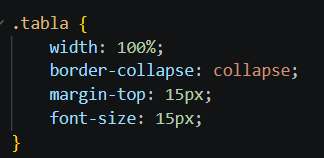 .tabla {
    width: 100%;
    border-collapse: collapse;
    margin-top: 15px;
    font-size: 15px;
}